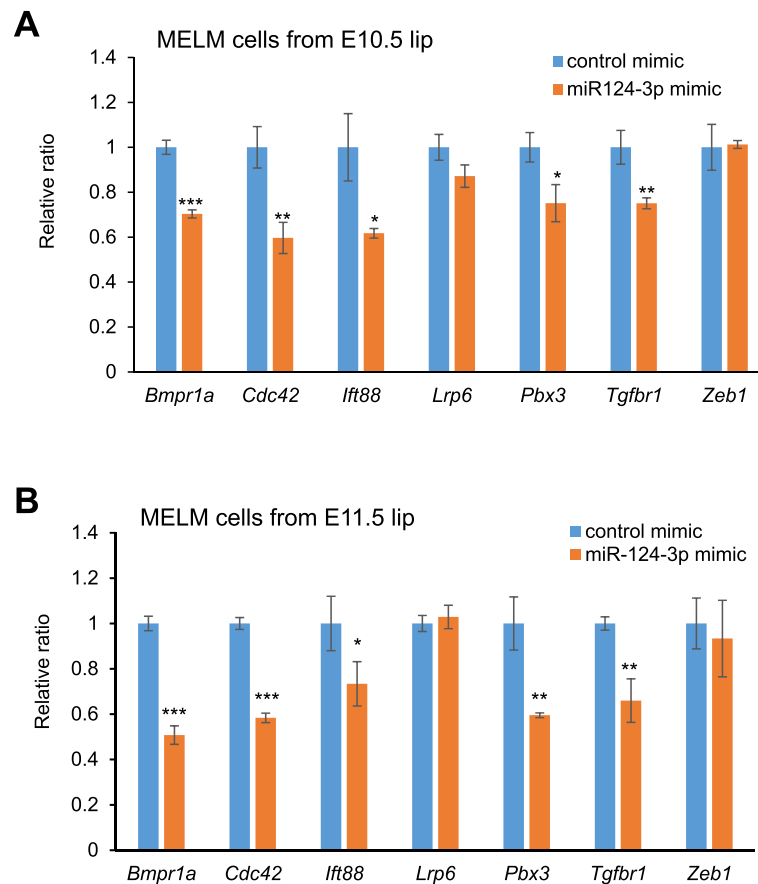 A
MELM cells from E10.5 lip
control mimic
miR124-3p mimic
Relative ratio
1.4
1.2
1
0.8
0.6
0.4
0.2
0
***
**
*
*
**
Bmpr1a Cdc42 Ift88 Lrp6 Pbx3 Tgfbr1 Zeb1
B
MELM cells from E11.5 lip
control mimic
miR-124-3p mimic
Relative ratio
1.4
1.2
1
0.8
0.6
0.4
0.2
0
***
***
*
**
**
Bmpr1a Cdc42 Ift88 Lrp6 Pbx3 Tgfbr1 Zeb1